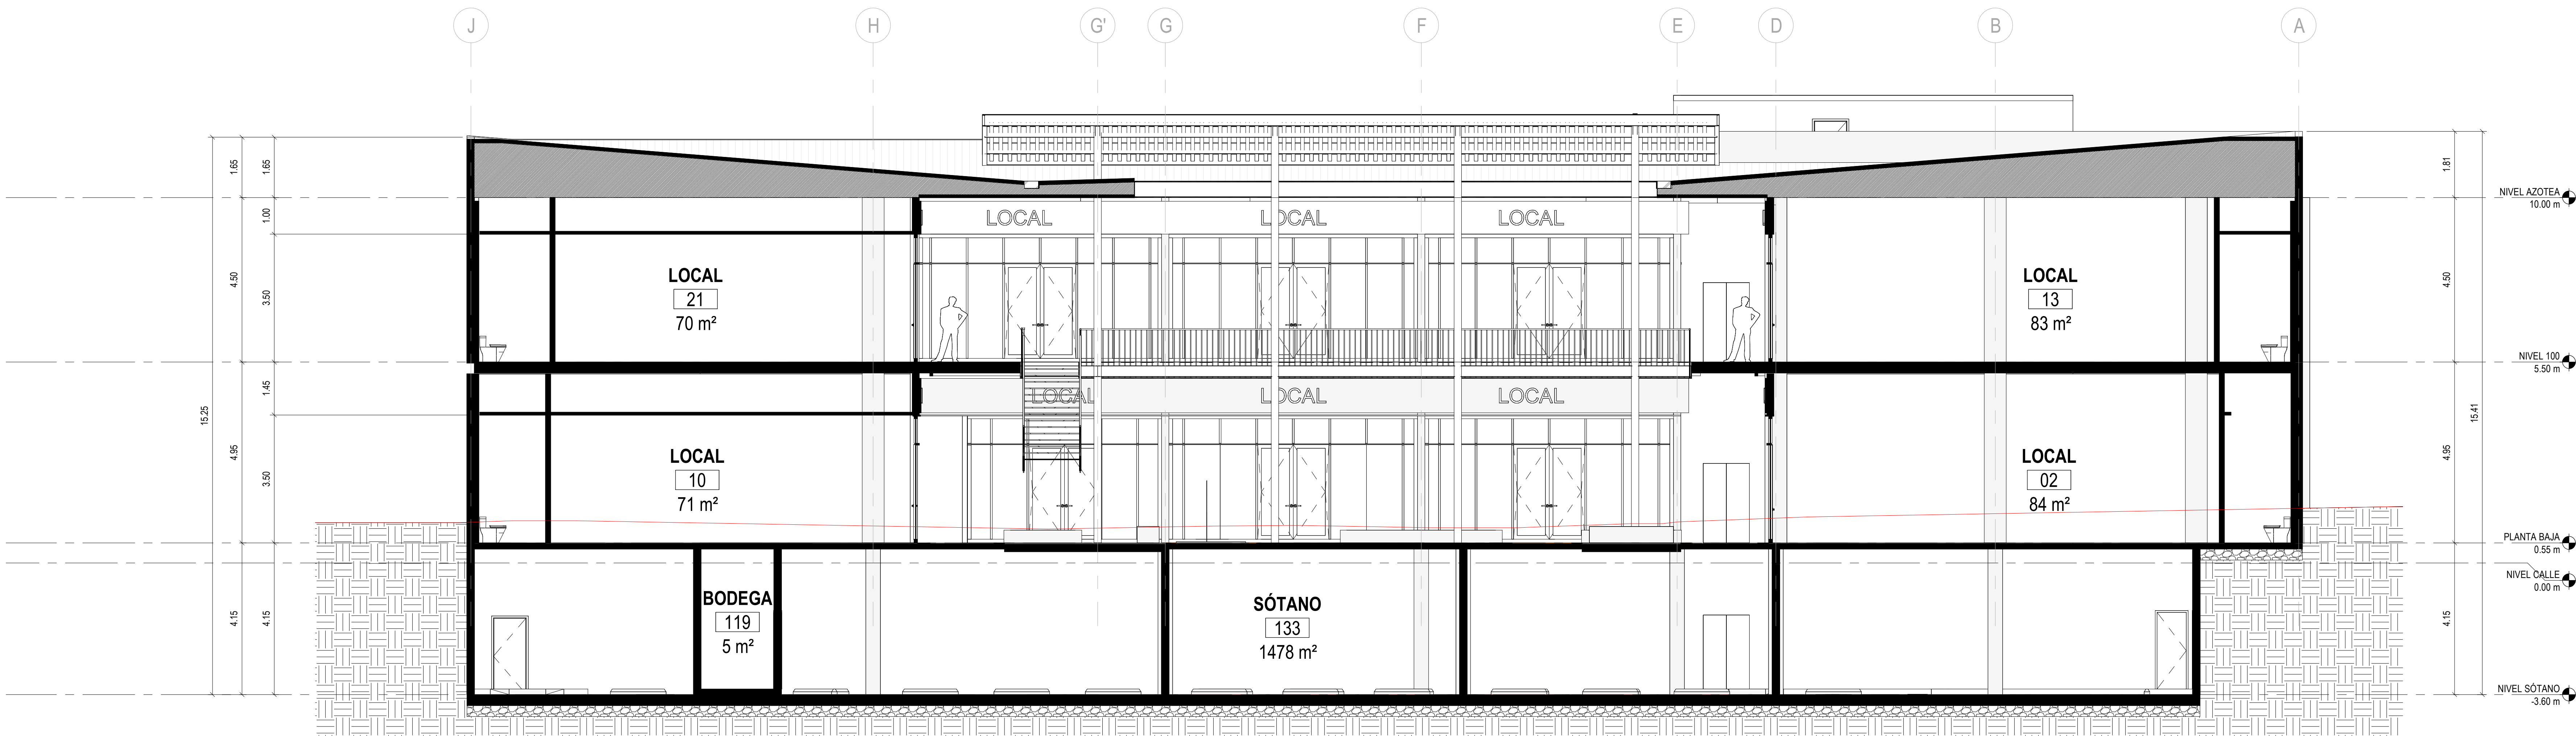 J H G' G F E D B A
1.65
1.65
1.81
NIVEL AZOTEA
10.00 m
1.00
LOCAL LOCAL LOCAL
LOCAL
21
70 m²
LOCAL
13
83 m²
4.50
3.50
4.50
NIVEL 100
5.50 m
1.45
LOCAL LOCAL LOCAL
15.25
15.41
4.95
3.50
4.95
LOCAL
10
71 m²
LOCAL
02
84 m²
PLANTA BAJA
0.55 m
NIVEL CALLE
0.00 m
BODEGA
119
5 m²
SÓTANO
133
1478 m²
4.15
4.15
4.15
NIVEL SÓTANO
-3.60 m